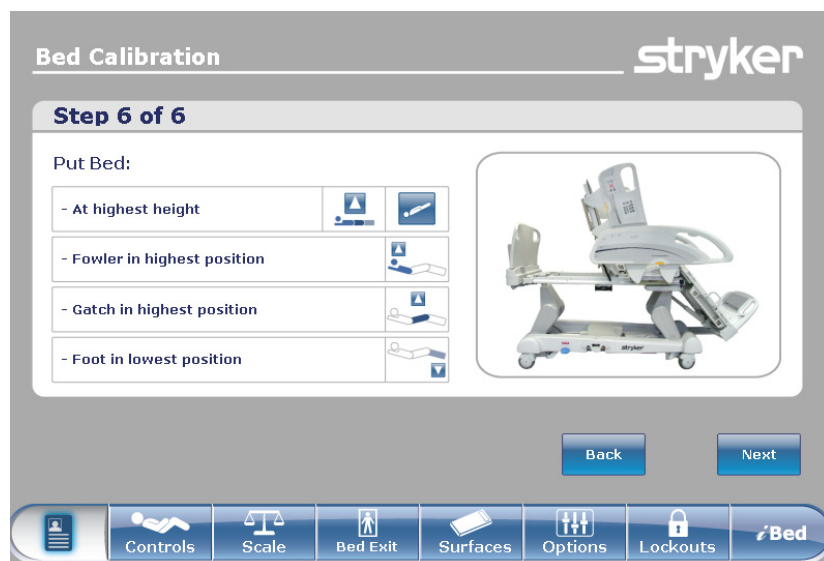 Bed Calibration
stryker
Step 6 of 6
Put Bed:
- At highest height
- Fowler in highest position
- Gatch in highest position
- Foot in lowest position
stryker
Back
Next
Controls
Scale
Bed Exit
Surfaces
Options
Lockouts
iBed